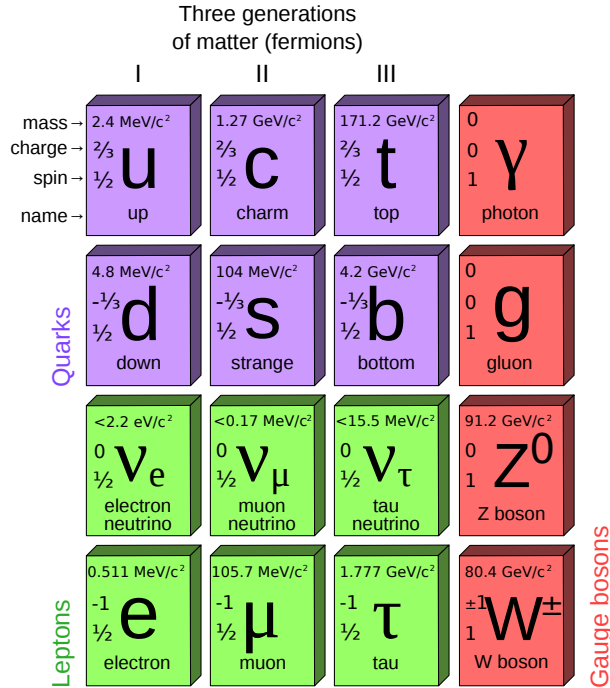 Three generations
of matter (fermions)
I II III
mass→
charge→
spin→
name→
2.4 MeV/c²
⅔
½
u
up
1.27 GeV/c²
⅔
½
c
charm
171.2 GeV/c²
⅔
½
t
top
0
0
1
γ
photon
Quarks
4.8 MeV/c²
-⅓
½
d
down
104 MeV/c²
-⅓
½
s
strange
4.2 GeV/c²
-⅓
½
b
bottom
0
0
1
g
gluon
<2.2 eV/c²
0
½
νe
electron
neutrino
<0.17 MeV/c²
0
½
νμ
muon
neutrino
<15.5 MeV/c²
0
½
ντ
tau
neutrino
91.2 GeV/c²
0
1
Z⁰
Z boson
Leptons
0.511 MeV/c²
-1
½
e
electron
105.7 MeV/c²
-1
½
μ
muon
1.777 GeV/c²
-1
½
τ
tau
80.4 GeV/c²
±1
1
W±
W boson
Gauge bosons